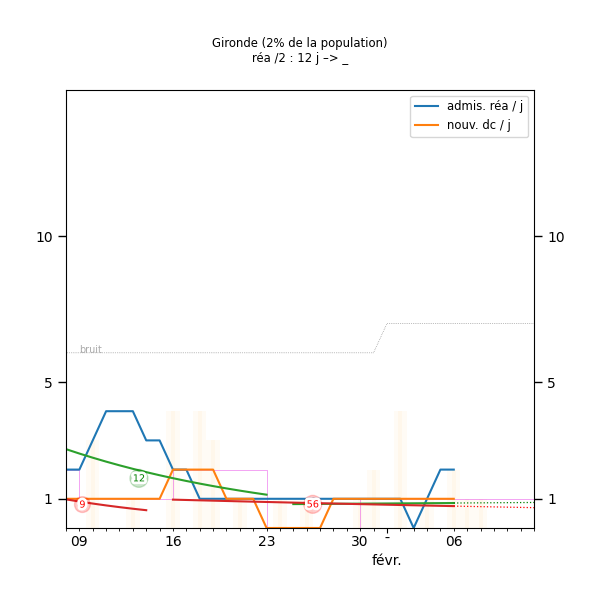 Gironde (2% de la population)
réa /2 : 12 j –> _
admis. réa / j
nouv. dc / j
10 10
bruit
5 5
12
9 56
1 1
09 16 23 30 - 06
févr.